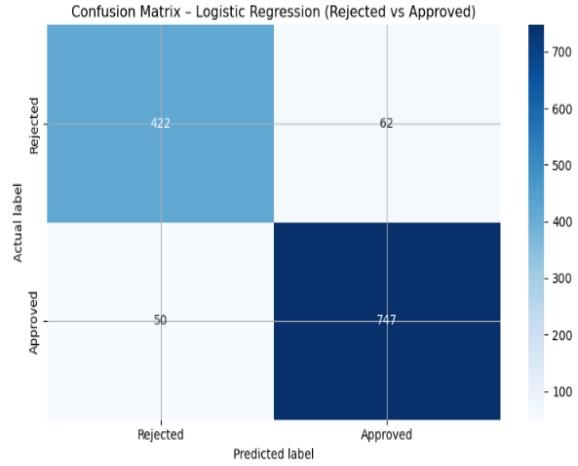 Confusion Matrix – Logistic Regression (Rejected vs Approved)
Actual label
Rejected
422
62
Approved
50
747
Rejected
Approved
Predicted label
700
600
500
400
300
200
100